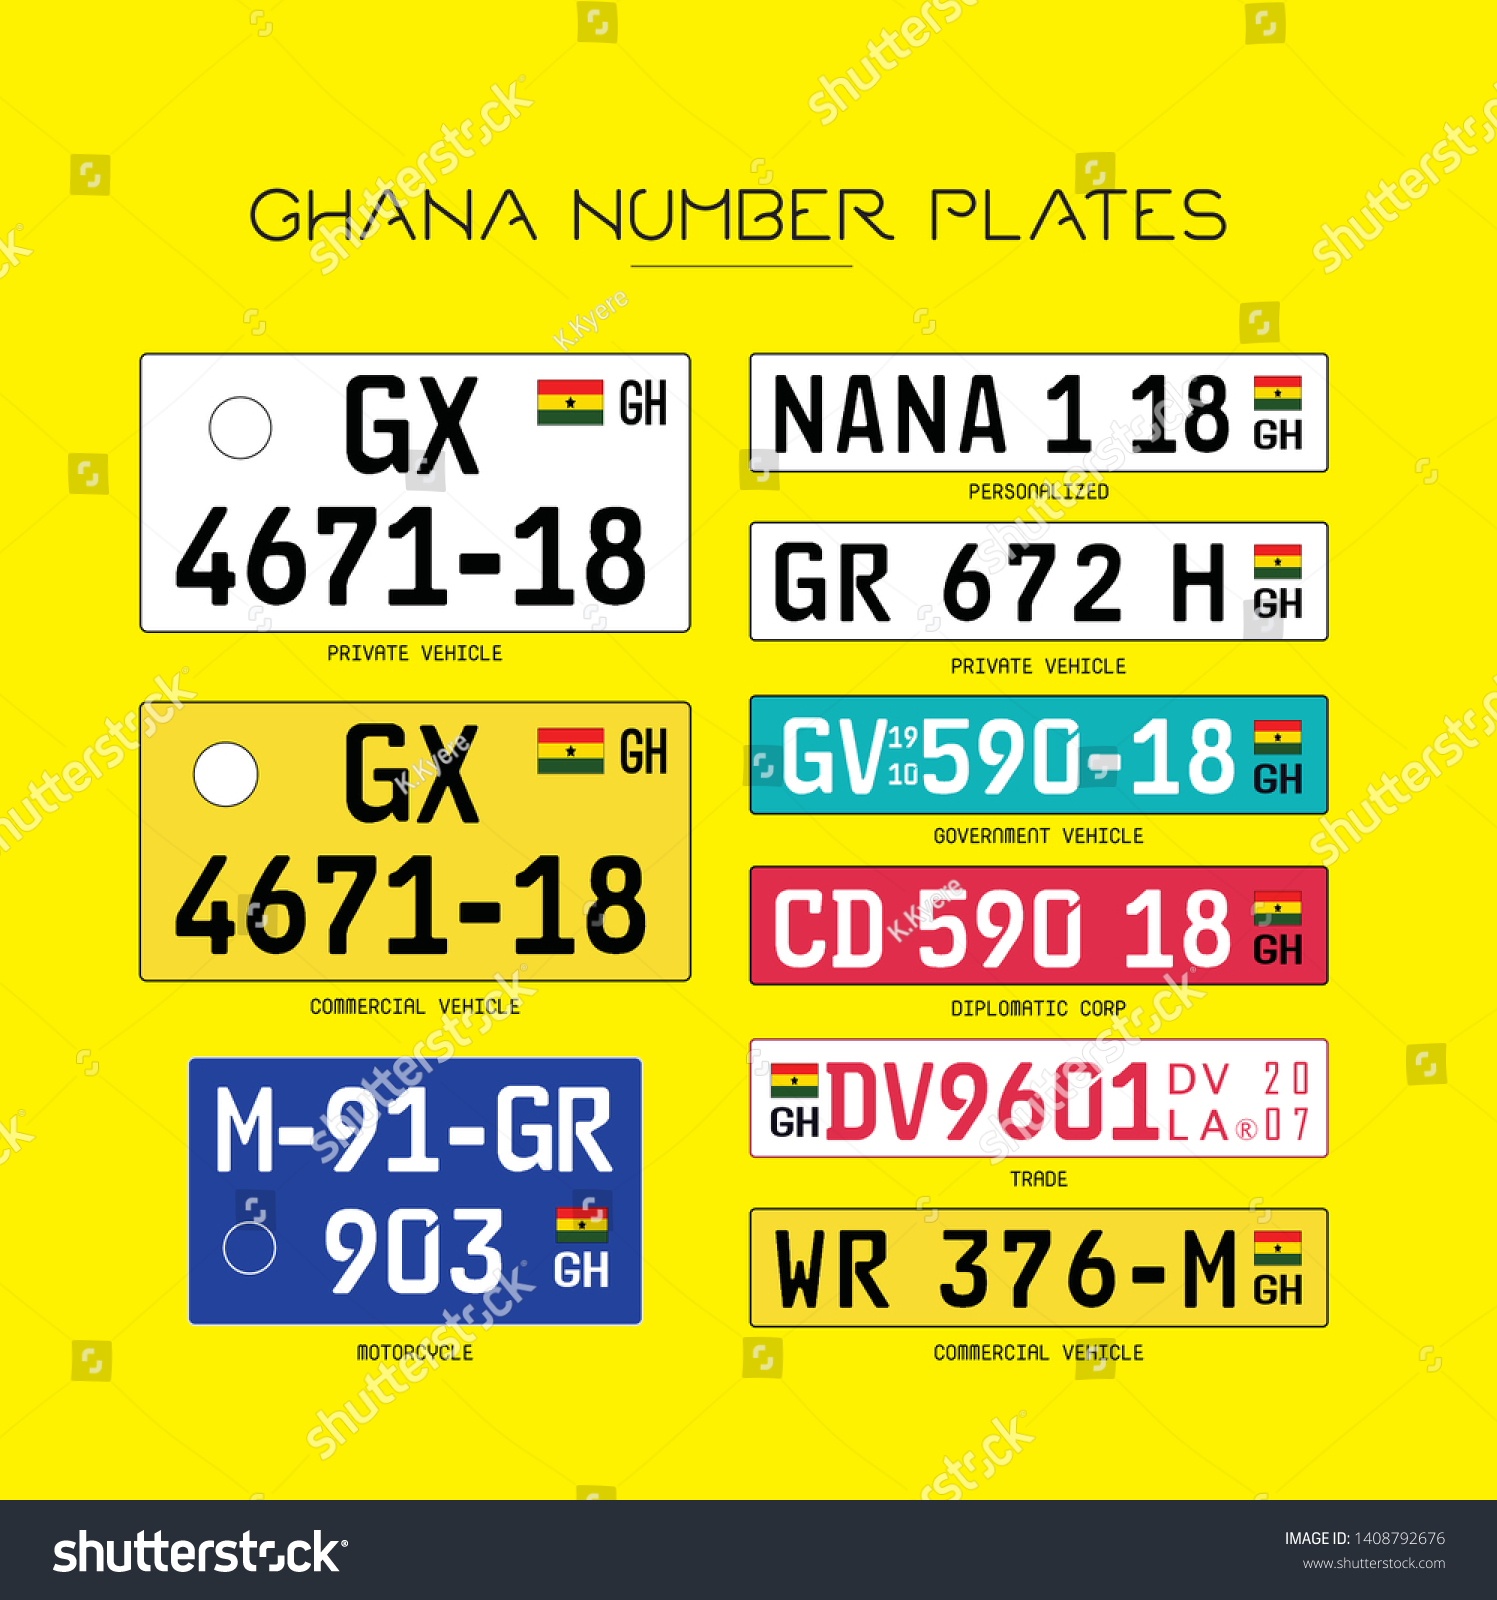 GHANA NUMBER PLATES
GX
GH
4671-18
PRIVATE VEHICLE
GX
GH
4671-18
COMMERCIAL VEHICLE
M-91-GR
903
GH
MOTORCYCLE
NANA 1 18
GH
PERSONALIZED
GR 672 H
GH
PRIVATE VEHICLE
GV 19 10 590-18
GH
GOVERNMENT VEHICLE
CD 590 18
GH
DIPLOMATIC CORP
GH
DV9601
DV 20
LA® 07
TRADE
WR 376-M
GH
COMMERCIAL VEHICLE
shutterstock
K.Kyere
shutterstock
IMAGE ID: 1408792676
www.shutterstock.com